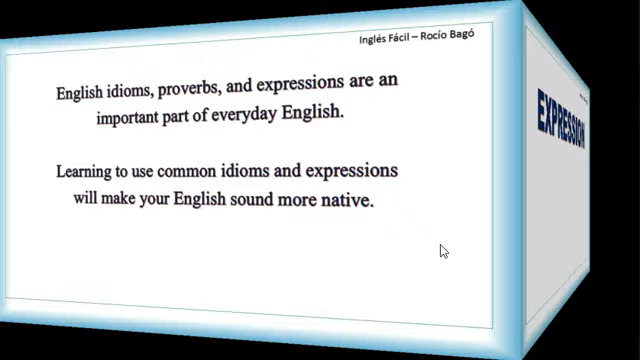 Inglés Fácil – Rocío Bagó
English idioms, proverbs, and expressions are an
important part of everyday English.
Learning to use common idioms and expressions
will make your English sound more native.
EXPRESSION